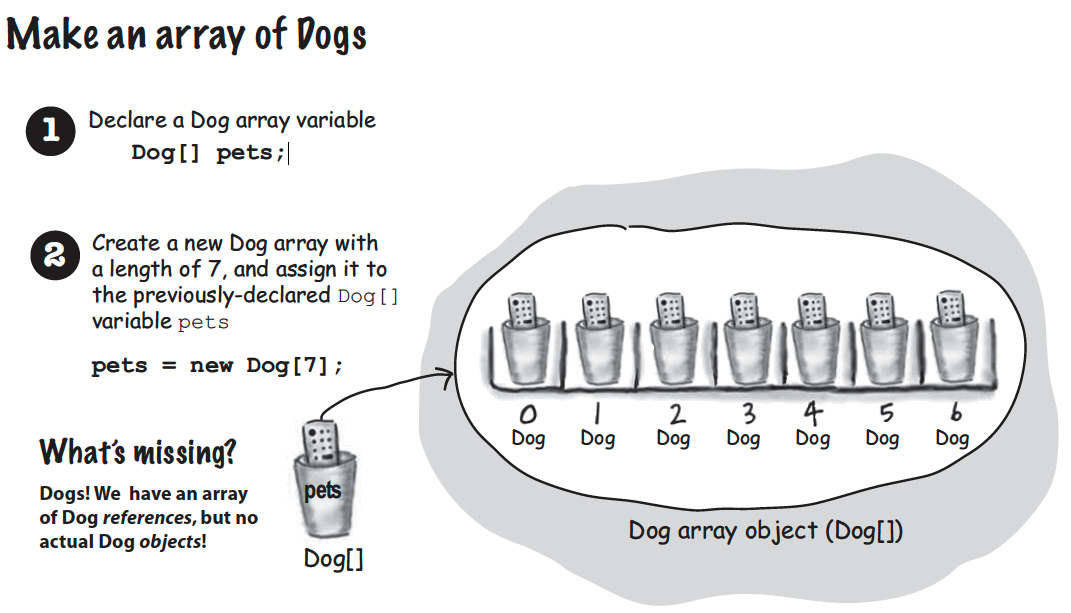 Make an array of Dogs
1
Declare a Dog array variable
Dog[] pets;
2
Create a new Dog array with
a length of 7, and assign it to
the previously-declared Dog[]
variable pets
pets = new Dog[7];
What's missing?
Dogs! We have an array
of Dog references, but no
actual Dog objects!
pets
Dog[]
0 1 2 3 4 5 6
Dog Dog Dog Dog Dog Dog Dog
Dog array object (Dog[])